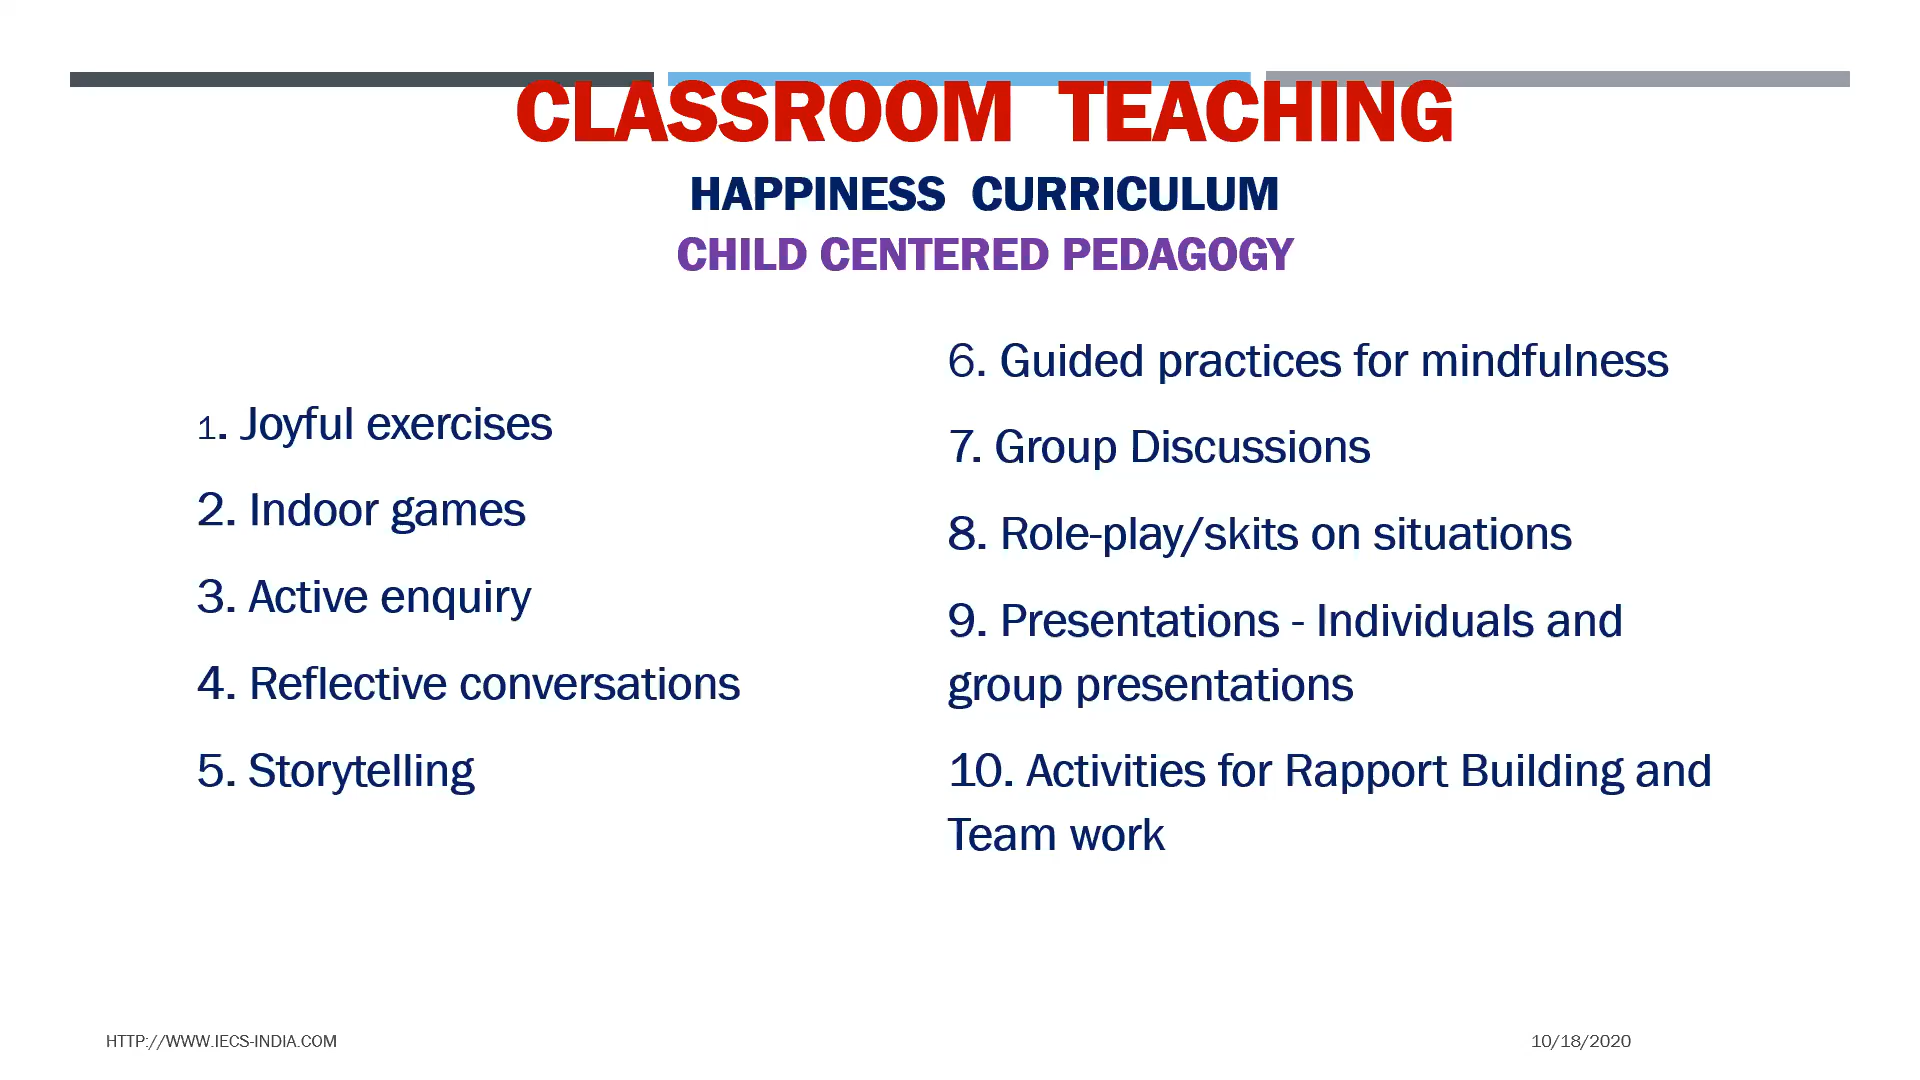 CLASSROOM TEACHING
HAPPINESS CURRICULUM
CHILD CENTERED PEDAGOGY
1. Joyful exercises
2. Indoor games
3. Active enquiry
4. Reflective conversations
5. Storytelling
6. Guided practices for mindfulness
7. Group Discussions
8. Role-play/skits on situations
9. Presentations - Individuals and
group presentations
10. Activities for Rapport Building and
Team work
HTTP://WWW.IECS-INDIA.COM
10/18/2020